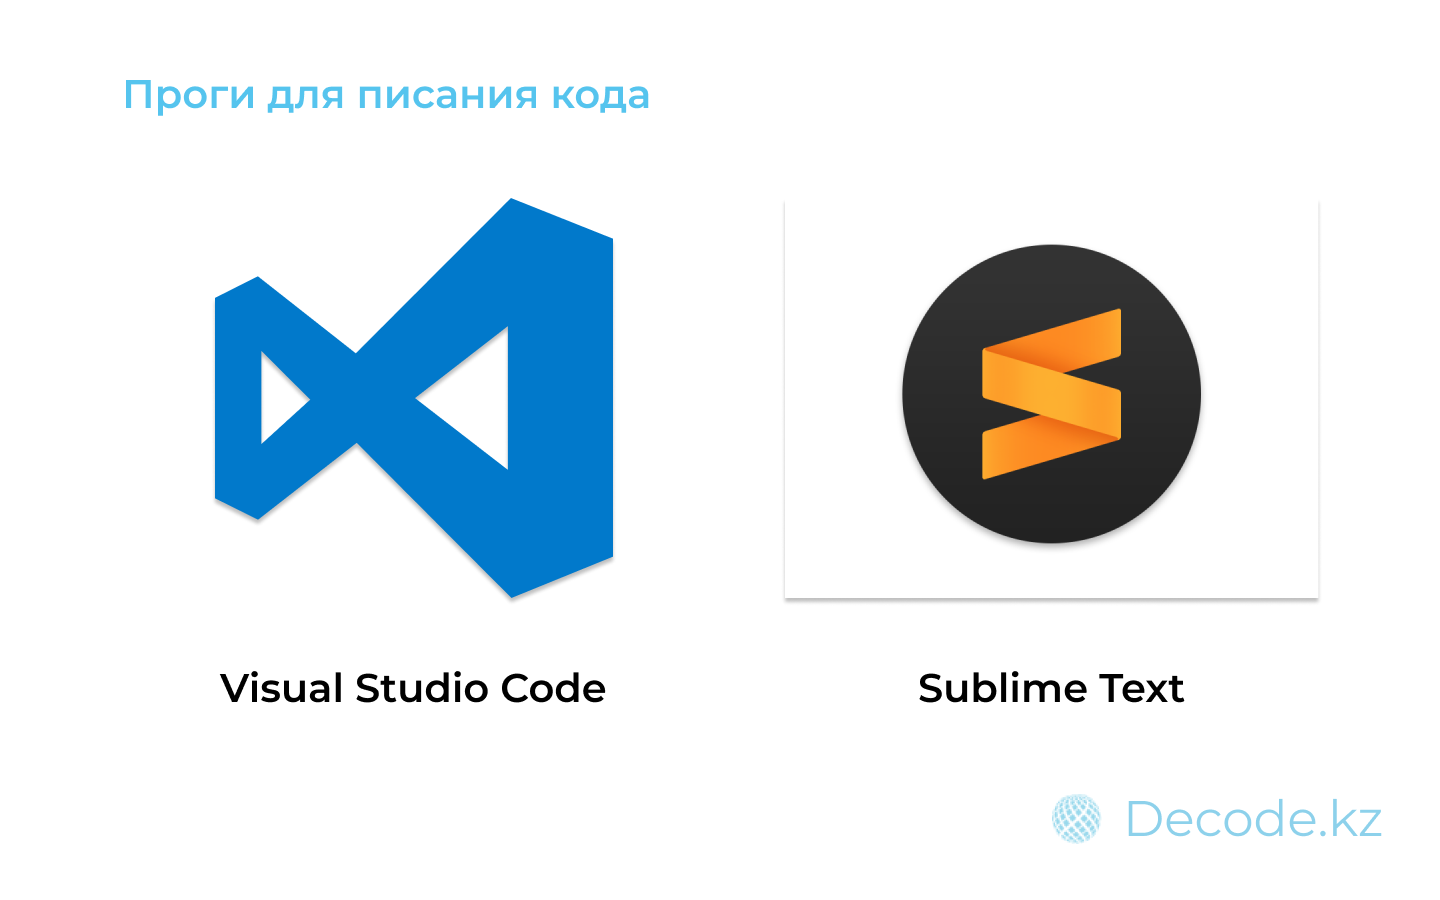 Проги для писания кода
Visual Studio Code
Sublime Text
Decode.kz